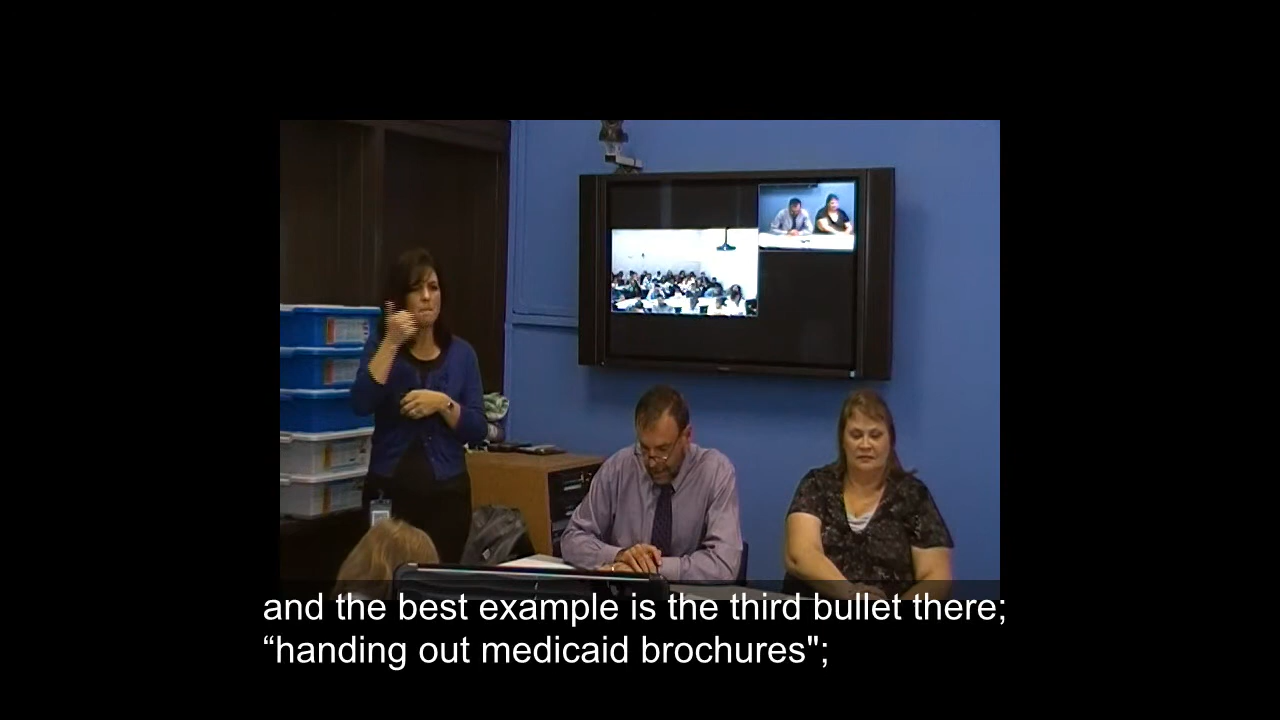 and the best example is the third bullet there;
“handing out medicaid brochures";